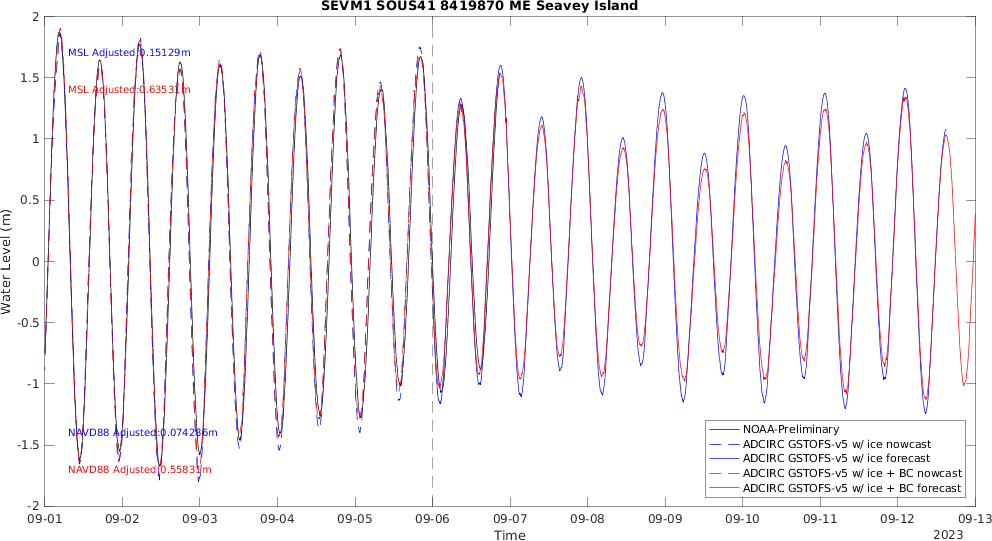 SEVM1 SOUS41 8419870 ME Seavey Island
2
1.5
1
0.5
0
-0.5
-1
-1.5
-2
Water Level (m)
MSL Adjusted:0.15129m
MSL Adjusted:0.63531m
NAVD88 Adjusted:0.074286m
NAVD88 Adjusted:0.55831m
NOAA-Preliminary
ADCIRC GSTOFS-v5 w/ ice nowcast
ADCIRC GSTOFS-v5 w/ ice forecast
ADCIRC GSTOFS-v5 w/ ice + BC nowcast
ADCIRC GSTOFS-v5 w/ ice + BC forecast
09-01 09-02 09-03 09-04 09-05 09-06 09-07 09-08 09-09 09-10 09-11 09-12 09-13
Time
2023